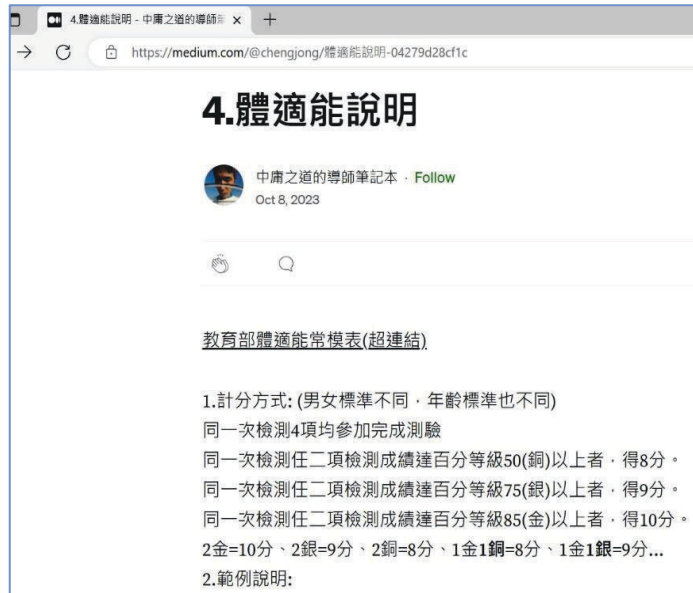 4.體適能說明 - 中庸之道的導師
https://medium.com/@chengjong/體適能說明-04279d28cf1c
4.體適能說明
中庸之道的導師筆記本 · Follow
Oct 8, 2023
教育部體適能常模表(超連結)
1.計分方式: (男女標準不同，年齡標準也不同)
同一次檢測4項均參加完成測驗
同一次檢測任二項檢測成績達百分等級50(銅)以上者，得8分。
同一次檢測任二項檢測成績達百分等級75(銀)以上者，得9分。
同一次檢測任二項檢測成績達百分等級85(金)以上者，得10分。
2金=10分、2銀=9分、2銅=8分、1金1銅=8分、1金1銀=9分...
2.範例說明: